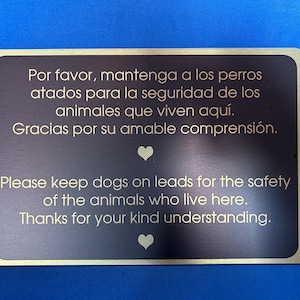 Por favor, mantenga a los perros
atados para la seguridad de los
animales que viven aquí.
Gracias por su amable comprensión.
Please keep dogs on leads for the safety
of the animals who live here.
Thanks for your kind understanding.